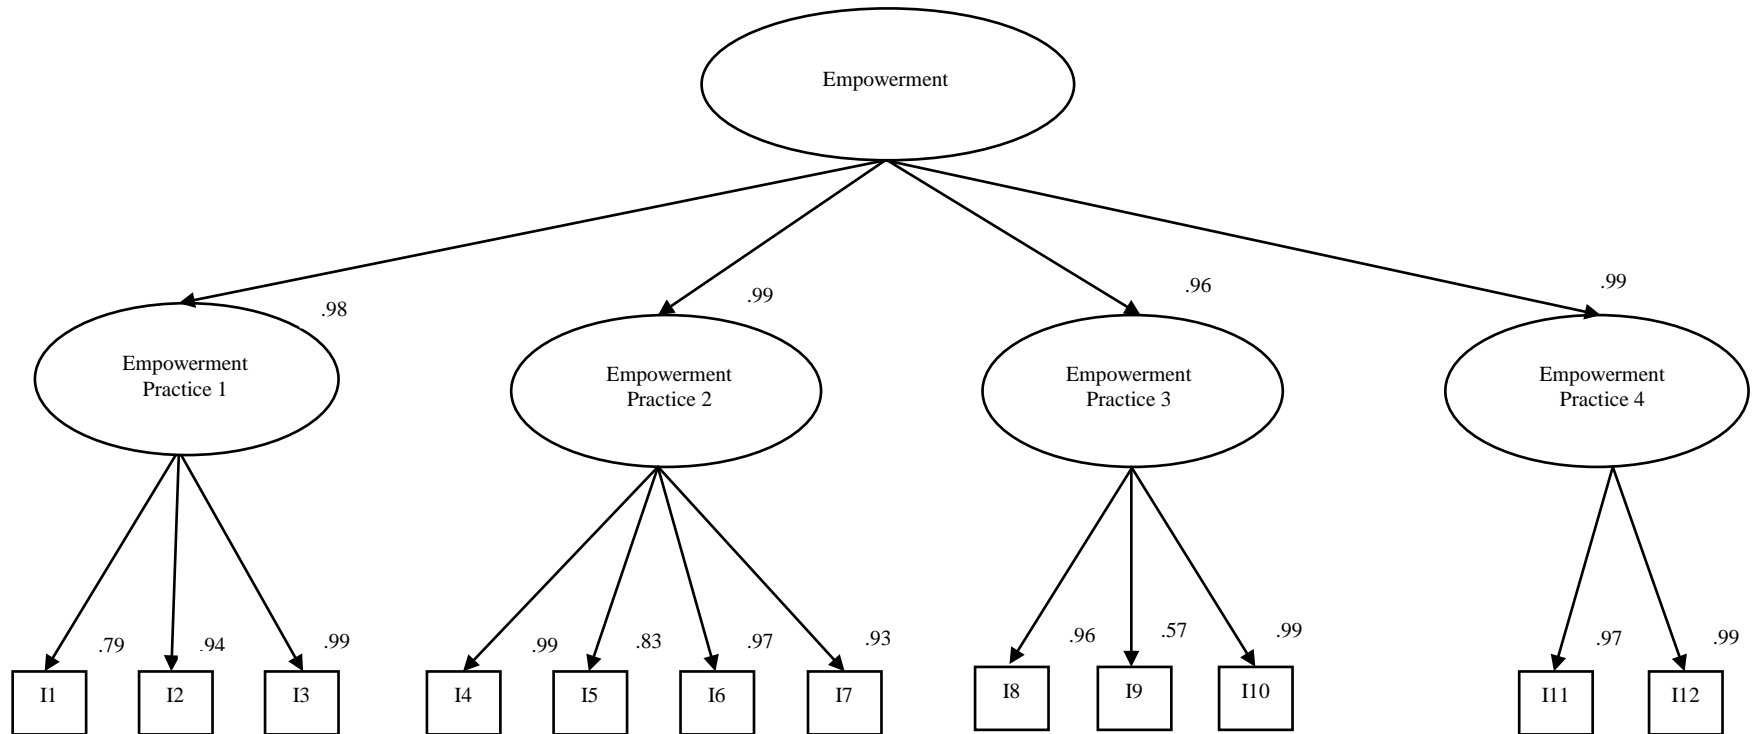 Empowerment
.98
.99
.96
.99
Empowerment
Practice 1
Empowerment
Practice 2
Empowerment
Practice 3
Empowerment
Practice 4
.79
.94
.99
.99
.83
.97
.93
.96
.57
.99
.97
.99
I1
I2
I3
I4
I5
I6
I7
I8
I9
I10
I11
I12